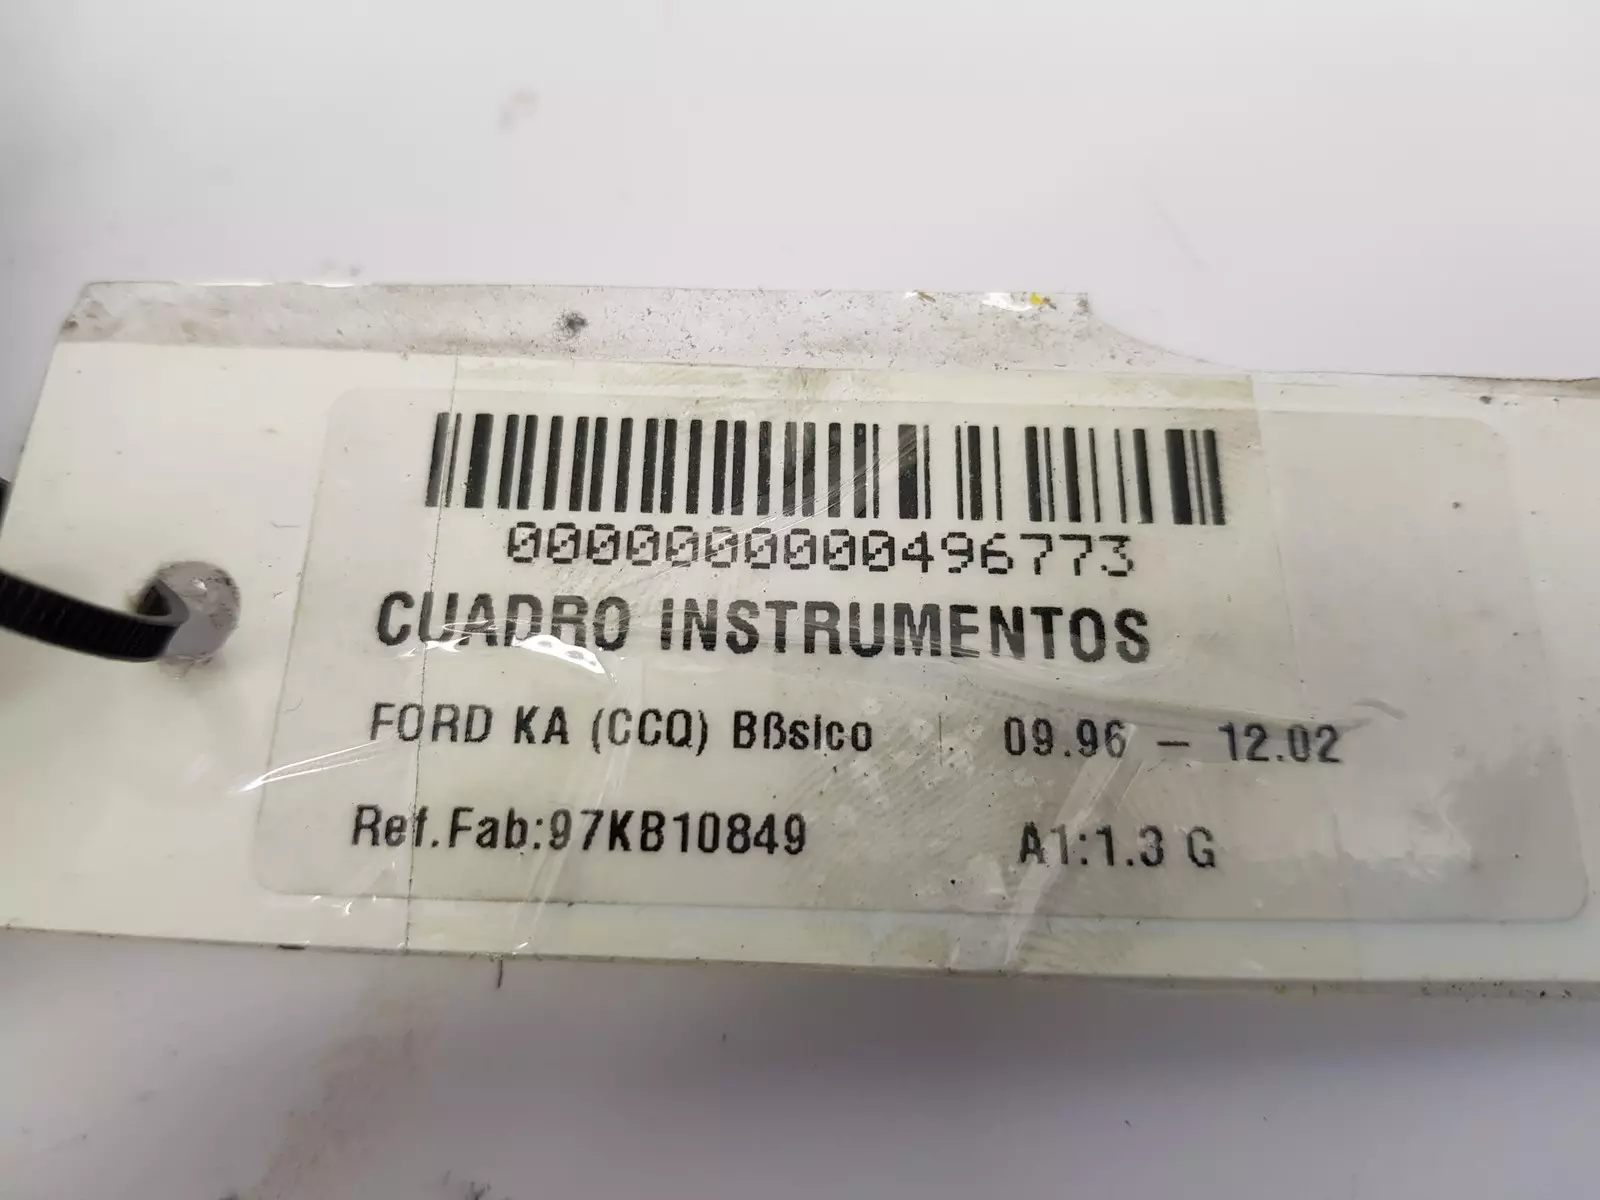 0000000000496773
CUADRO INSTRUMENTOS
FORD KA (CCQ) Bßsico 09.96 - 12.02
Ref.Fab:97KB10849 A1:1.3 G